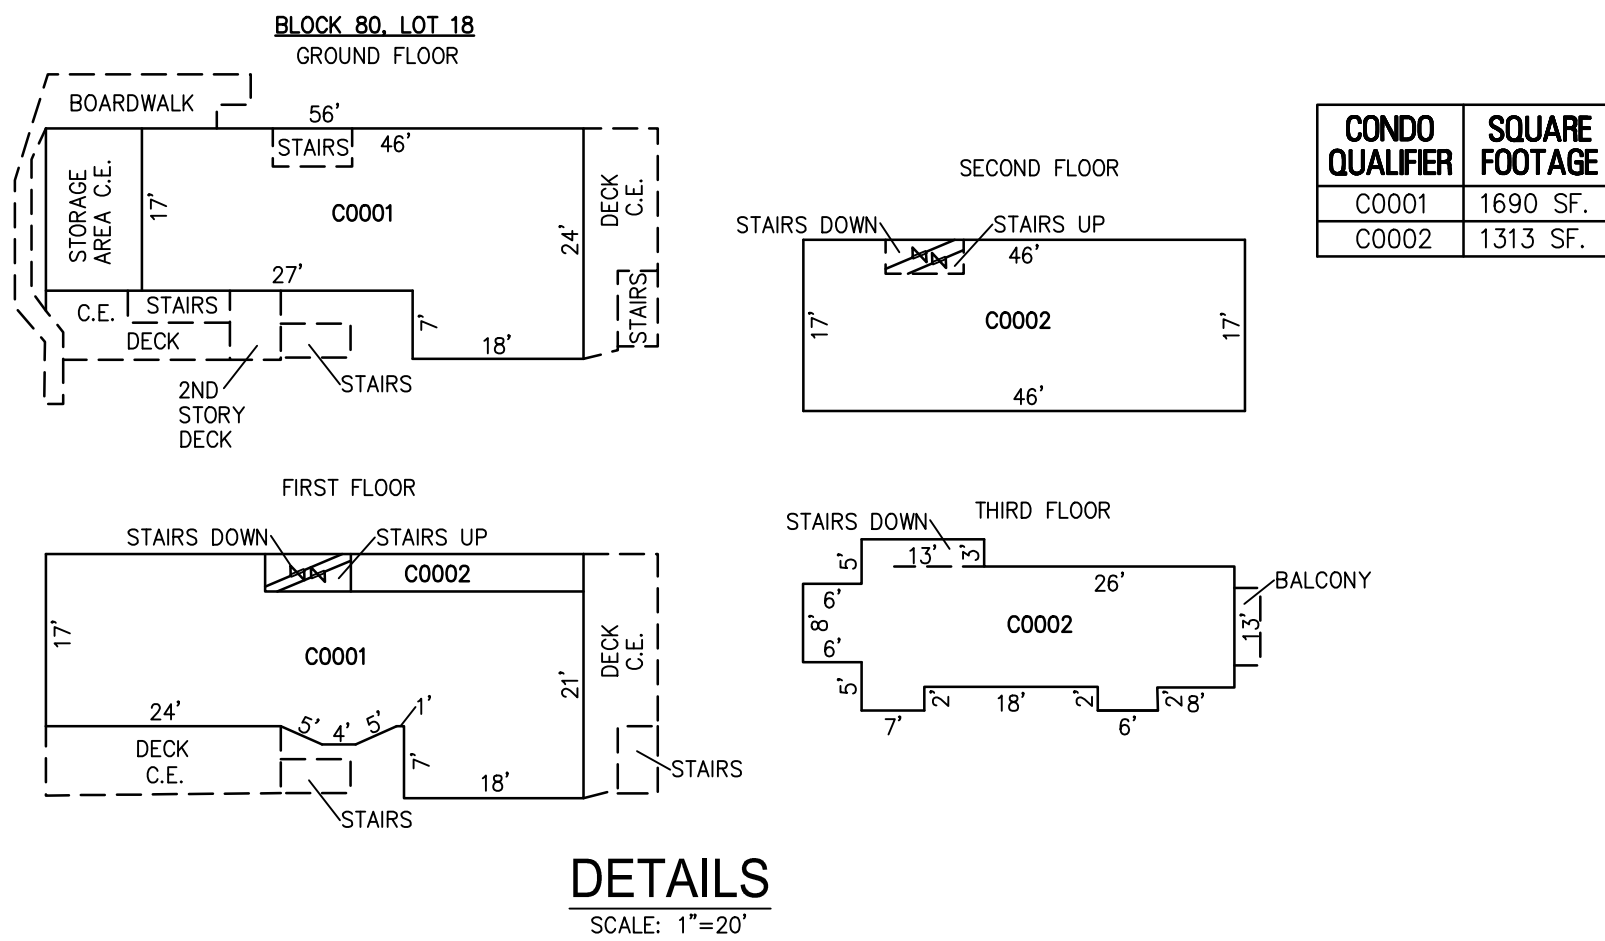 BLOCK 80, LOT 18
GROUND FLOOR
BOARDWALK
56'
STAIRS
46'
STORAGE
AREA C.E.
17'
C0001
DECK
C.E.
24'
27'
C.E.
STAIRS
DECK
7'
18'
STAIRS
2ND
STORY
DECK
STAIRS
SECOND FLOOR
STAIRS DOWN
STAIRS UP
46'
17'
C0002
17'
46'
CONDO
QUALIFIER
SQUARE
FOOTAGE
C0001 1690 SF.
C0002 1313 SF.
FIRST FLOOR
STAIRS DOWN
STAIRS UP
C0002
17'
C0001
DECK
C.E.
21'
24'
5'
4'
5'
1'
7'
18'
DECK
C.E.
STAIRS
STAIRS
THIRD FLOOR
STAIRS DOWN
5'
13'
3'
26'
BALCONY
6'
8'
C0002
13'
6'
5'
7'
2'
18'
2'
6'
2'
8'
DETAILS
SCALE: 1"=20'